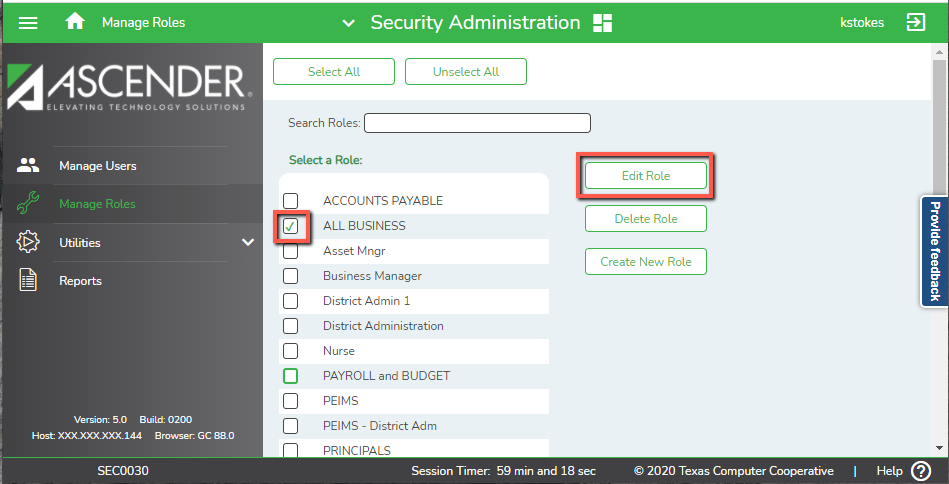 Manage Roles
Security Administration
kstokes
ASCENDER®
ELEVATING TECHNOLOGY SOLUTIONS
Manage Users
Manage Roles
Utilities
Reports
Version: 5.0 Build: 0200
Host: XXX.XXX.XXX.144 Browser: GC 88.0
Select All Unselect All
Search Roles:
Select a Role:
ACCOUNTS PAYABLE
ALL BUSINESS
Asset Mngr
Business Manager
District Admin 1
District Administration
Nurse
PAYROLL and BUDGET
PEIMS
PEIMS - District Adm
PRINCIPALS
Edit Role
Delete Role
Create New Role
Provide feedback
SEC0030
Session Timer: 59 min and 18 sec
© 2020 Texas Computer Cooperative | Help ?